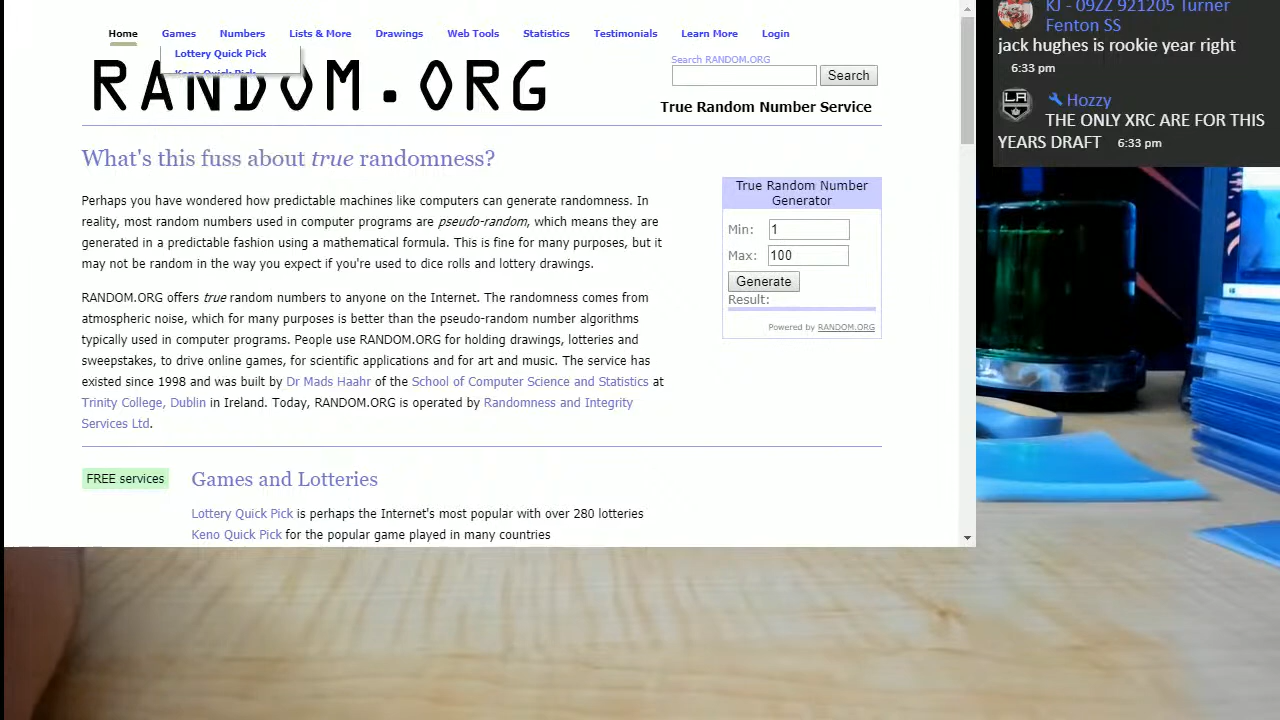 Home Games Numbers Lists & More Drawings Web Tools Statistics Testimonials Learn More Login
Lottery Quick Pick
Keno Quick Pick
RANDOM.ORG
Search RANDOM.ORG
Search
True Random Number Service
What's this fuss about true randomness?
Perhaps you have wondered how predictable machines like computers can generate randomness. In
reality, most random numbers used in computer programs are pseudo-random, which means they are
generated in a predictable fashion using a mathematical formula. This is fine for many purposes, but it
may not be random in the way you expect if you're used to dice rolls and lottery drawings.
RANDOM.ORG offers true random numbers to anyone on the Internet. The randomness comes from
atmospheric noise, which for many purposes is better than the pseudo-random number algorithms
typically used in computer programs. People use RANDOM.ORG for holding drawings, lotteries and
sweepstakes, to drive online games, for scientific applications and for art and music. The service has
existed since 1998 and was built by Dr Mads Haahr of the School of Computer Science and Statistics at
Trinity College, Dublin in Ireland. Today, RANDOM.ORG is operated by Randomness and Integrity
Services Ltd.
True Random Number
Generator
Min: 1
Max: 100
Generate
Result:
Powered by RANDOM.ORG
FREE services
Games and Lotteries
Lottery Quick Pick is perhaps the Internet's most popular with over 280 lotteries
Keno Quick Pick for the popular game played in many countries
KJ - 09ZZ 921205 Turner
Fenton SS
jack hughes is rookie year right
6:33 pm
LA
Hozzy
THE ONLY XRC ARE FOR THIS
YEARS DRAFT 6:33 pm